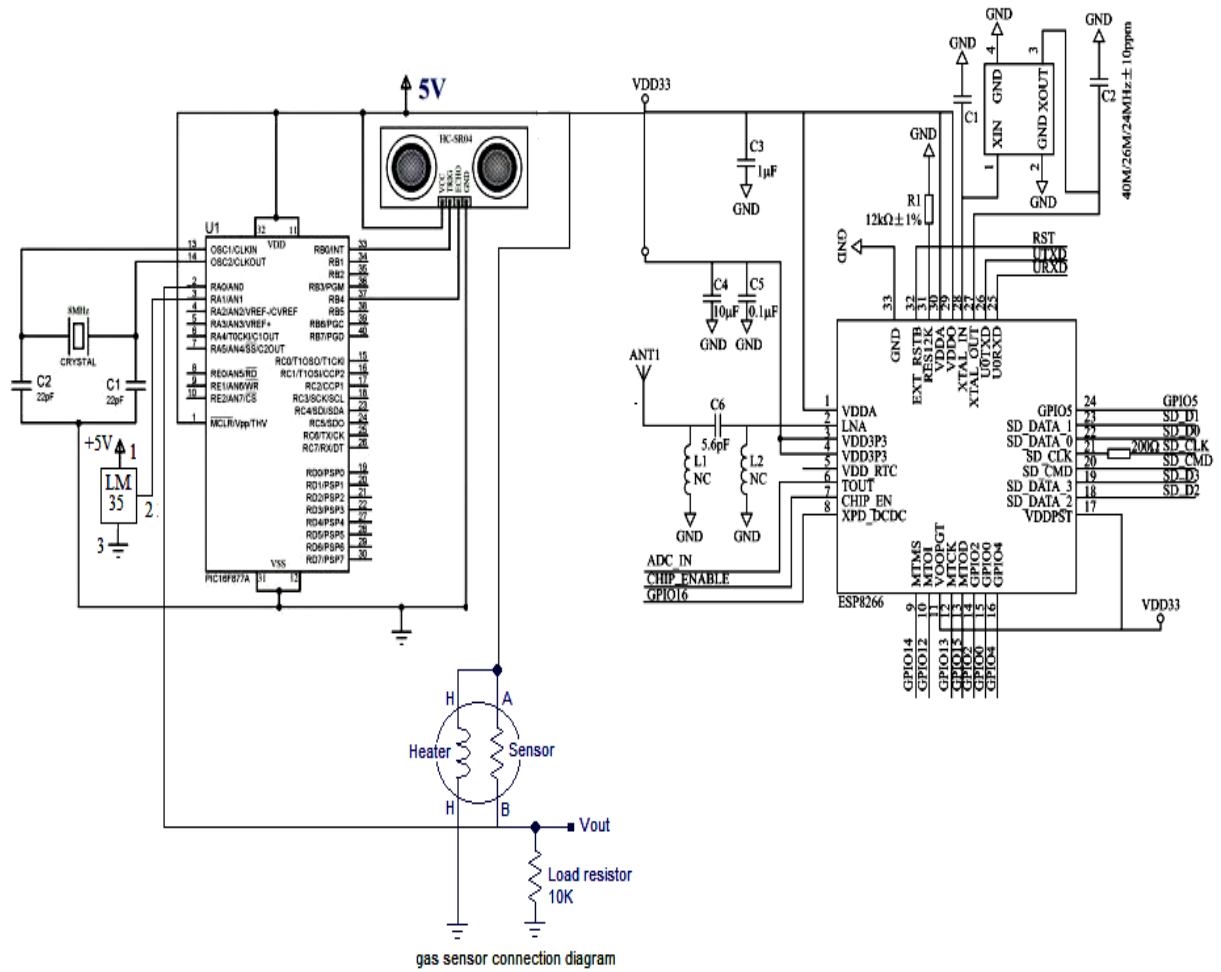 5V
HC-SR04
VCC
TRIG
ECHO
GND
U1
32
11
VDD
13 OSC1/CLKIN
14 OSC2/CLKOUT
2 RA0/AN0
3 RA1/AN1
4 RA2/AN2/VREF-/CVREF
5 RA3/AN3/VREF+
6 RA4/T0CKI/C1OUT
7 RA5/AN4/SS/C2OUT
8 RE0/AN5/RD
9 RE1/AN6/WR
10 RE2/AN7/CS
1 MCLR/Vpp/THV
RB0/INT 33
RB1 34
RB2 35
RB3/PGM 36
RB4 37
RB5 38
RB6/PGC 39
RB7/PGD 40
RC0/T1OSO/T1CKI 15
RC1/T1OSI/CCP2 16
RC2/CCP1 17
RC3/SCK/SCL 18
RC4/SDI/SDA 23
RC5/SDO 24
RC6/TX/CK 25
RC7/RX/DT 26
RD0/PSP0 19
RD1/PSP1 20
RD2/PSP2 21
RD3/PSP3 22
RD4/PSP4 27
RD5/PSP5 28
RD6/PSP6 29
RD7/PSP7 30
VSS
31
12
PIC16F877A
8MHz
CRYSTAL
C2
22pF
C1
22pF
+5V 1
LM
35
2
3
H
A
Heater
Sensor
H
B
Vout
Load resistor
10K
gas sensor connection diagram
VDD33
C3
1μF
GND
C4
10μF
GND
C5
0.1μF
GND
ANT1
C6
5.6pF
L1
NC
GND
L2
NC
GND
ADC_IN
CHIP_ENABLE
GPIO16
GND
R1
12kΩ±1%
GND
GND
C1
GND
4
3
GND
XOUT
XIN
GND
1
2
GND
GND
C2
40M/26M/24MHz±10ppm
RST
UTXD
URXD
33
32
31
30
29
28
27
26
25
GND
EXT_RSTB
RES12K
VDDA
VDDO
XTAL_IN
XTAL_OUT
U0TXD
U0RXD
1 VDDA
2 LNA
3 VDD3P3
4 VDD3P3
5 VDD_RTC
6 TOUT
7 CHIP_EN
8 XPD_DCDC
GPIO5 24 GPIO5
SD_DATA_1 23 SD_D1
SD_DATA_0 22 SD_D0
SD_CLK 21 200Ω SD_CLK
SD_CMD 20 SD_CMD
SD_DATA_3 19 SD_D3
SD_DATA_2 18 SD_D2
VDDPST 17
MTMS
MTOI
VOOPGT
MTCK
MTOD
GPIO2
GPIO0
GPIO4
ESP8266
9
10
11
12
13
14
15
16
GPIO14
GPIO12
GPIO13
GPIO15
GPIO2
GPIO0
GPIO4
VDD33